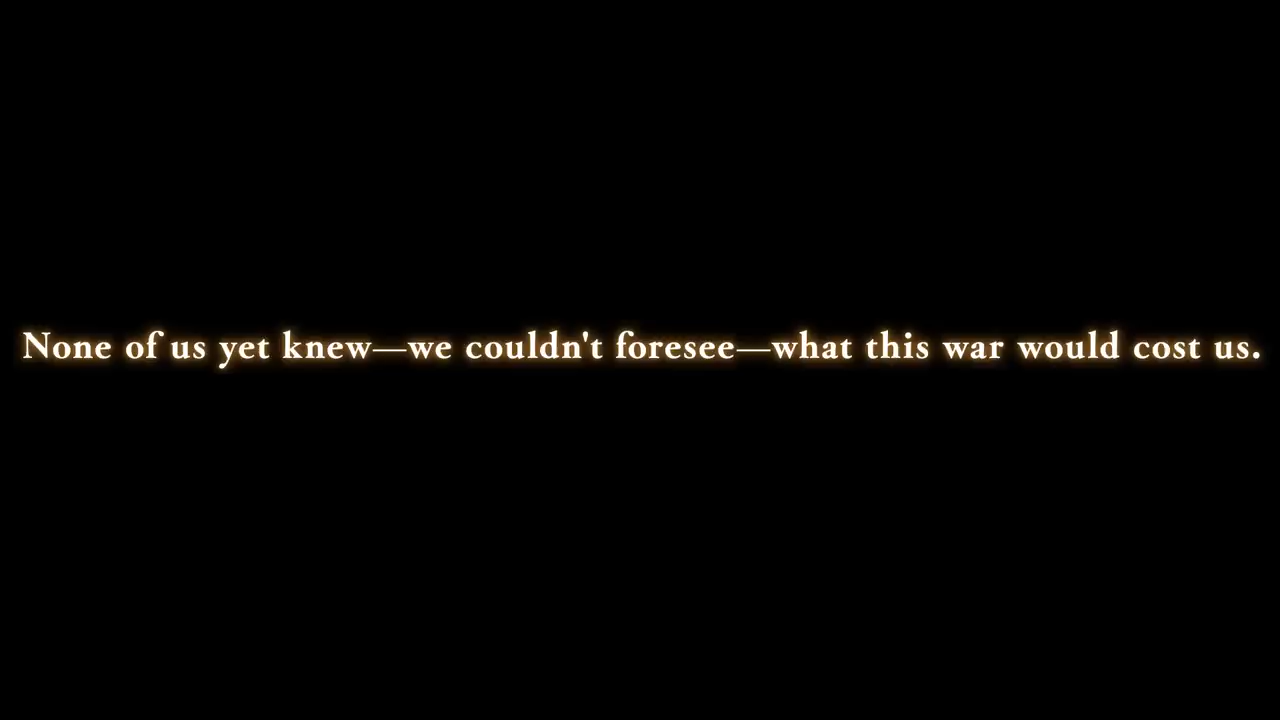 None of us yet knew—we couldn't foresee—what this war would cost us.